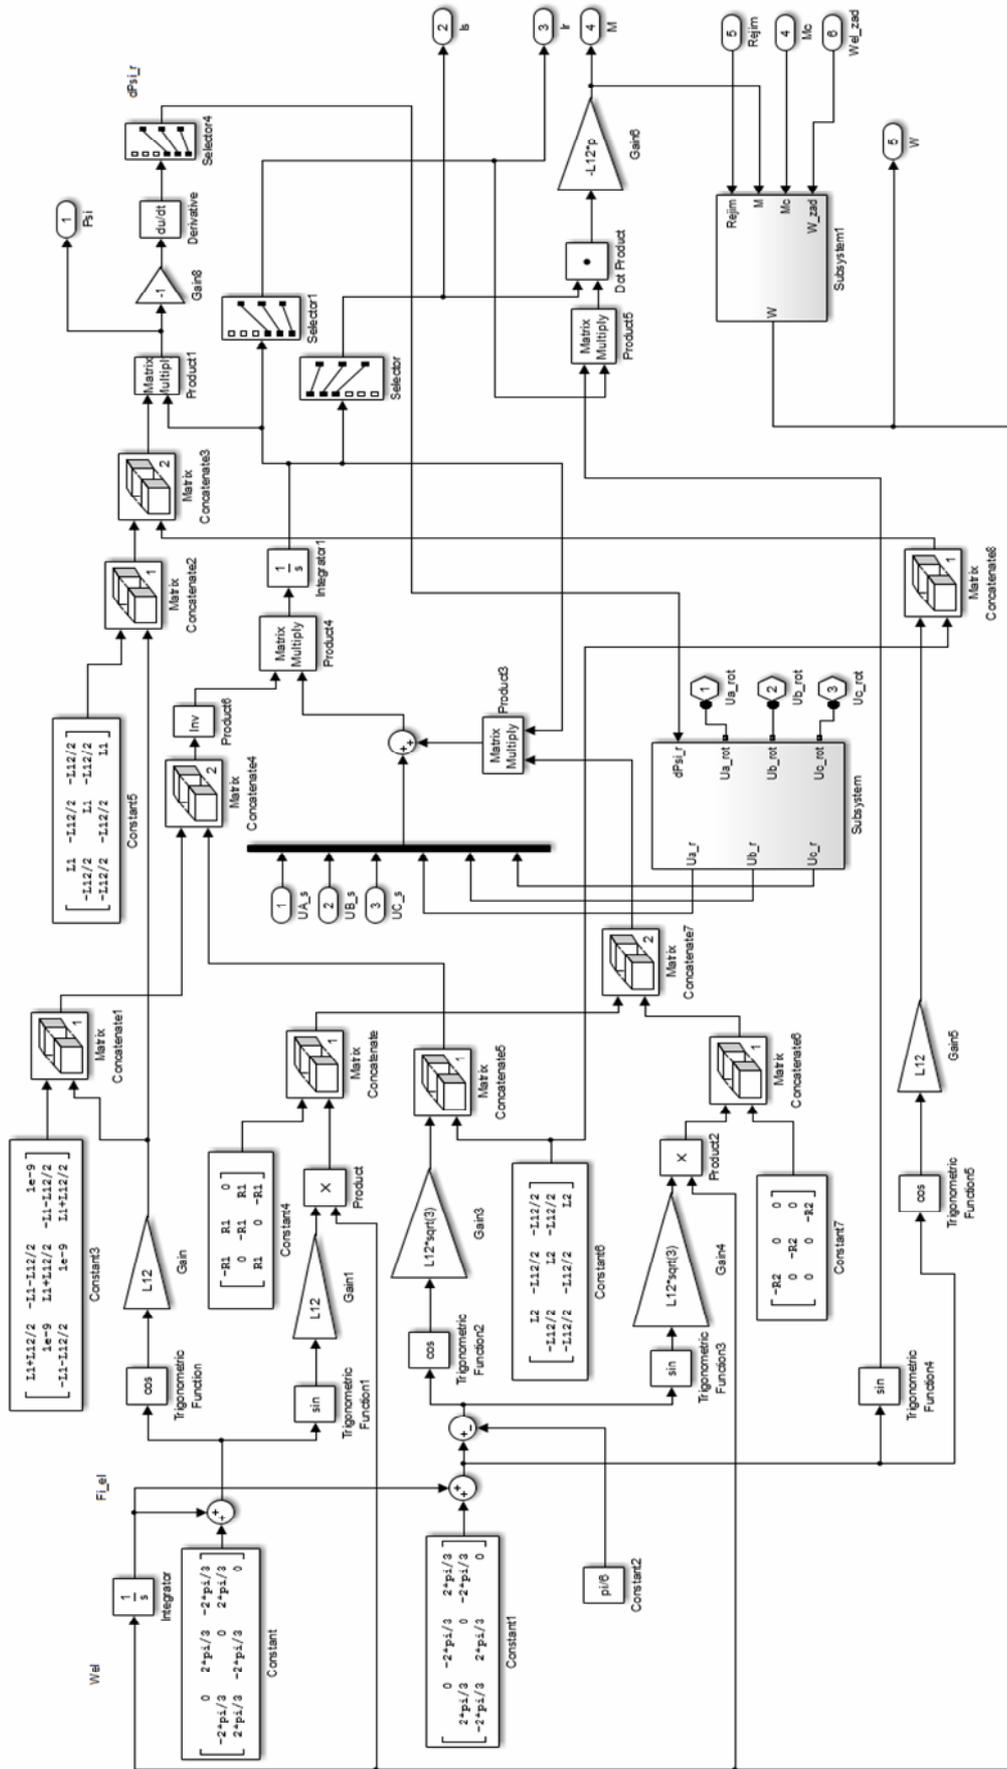 Wel
Fi_el
1
s
Integrator
0 2*pi/3 -2*pi/3
-2*pi/3 0 2*pi/3
2*pi/3 -2*pi/3 0
Constant
0 -2*pi/3 2*pi/3
2*pi/3 0 -2*pi/3
-2*pi/3 2*pi/3 0
Constant1
pi/6
Constant2
L1+L12/2 -L1-L12/2 1e-9
1e-9 L1+L12/2 -L1-L12/2
-L1-L12/2 1e-9 L1+L12/2
Constant3
cos
Trigonometric
Function
L12
Gain
-R1 R1 0
0 -R1 R1
R1 0 -R1
Constant4
sin
Trigonometric
Function1
L12
Gain1
×
Product
cos
Trigonometric
Function2
L12*sqrt(3)
Gain3
L2 -L12/2 -L12/2
-L12/2 L2 -L12/2
-L12/2 -L12/2 L2
Constant6
sin
Trigonometric
Function3
L12*sqrt(3)
Gain4
×
Product2
-R2 0 0
0 -R2 0
0 0 -R2
Constant7
sin
Trigonometric
Function4
cos
Trigonometric
Function5
L12
Gain5
1
Matrix
Concatenate1
1
Matrix
Concatenate
1
Matrix
Concatenate5
1
Matrix
Concatenate6
L1 -L12/2 -L12/2
-L12/2 L1 -L12/2
-L12/2 -L12/2 L1
Constant5
2
Matrix
Concatenate4
Inv
Product6
1
UA_s
2
UB_s
3
UC_s
2
Matrix
Concatenate7
1
Matrix
Concatenate2
2
Matrix
Concatenate3
Matrix
Multiply
Product4
1
s
Integrator1
Matrix
Multiply
Product3
Ua_r
Ub_r
Uc_r
dPsi_r
Ua_rot
Ub_rot
Uc_rot
Subsystem
1
Ua_rot
2
Ub_rot
3
Uc_rot
1
Matrix
Concatenate8
Matrix
Multiply
Product1
-1
Gain8
du/dt
Derivative
Selector4
dPsi_r
1
Psi
Selector1
Selector
Matrix
Multiply
Product5
Dot Product
-L12*p
Gain6
2
Is
3
Ir
4
M
5
Rejim
4
Mc
6
Wel_zad
Rejim
M
Mc
W_zad
W
Subsystem1
5
W